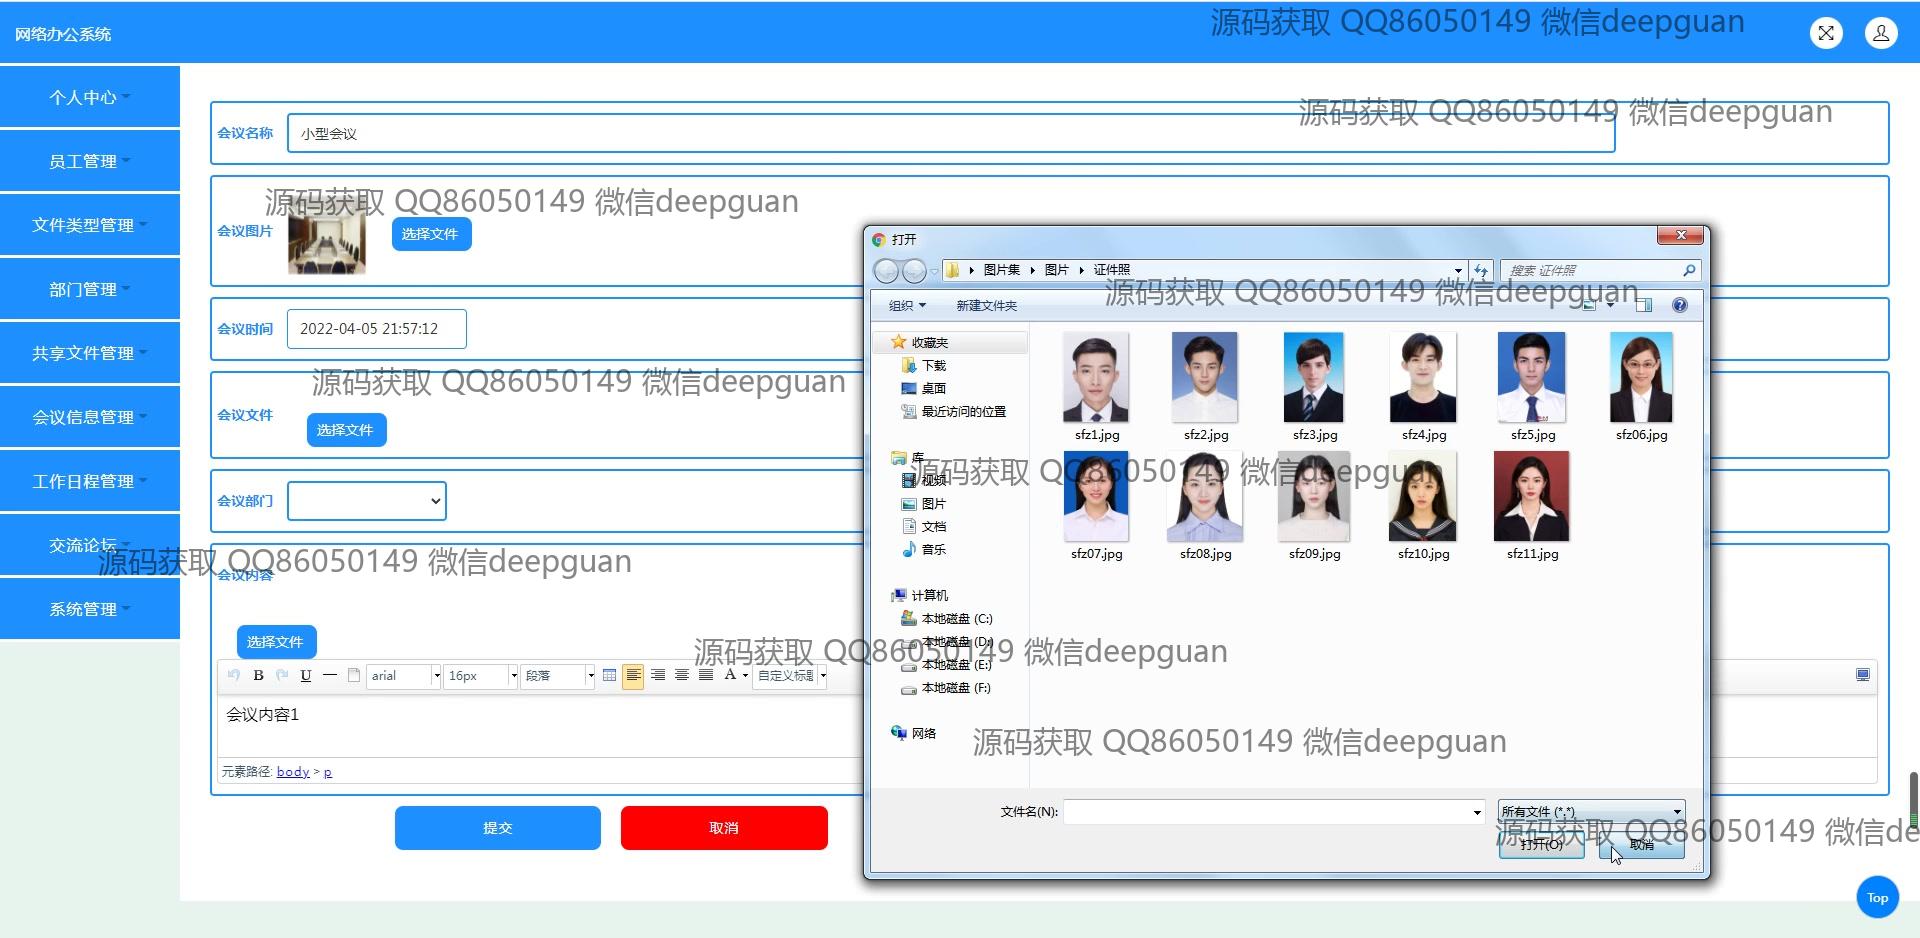 网络办公系统
源码获取 QQ86050149 微信deepguan
个人中心
员工管理
文件类型管理
部门管理
共享文件管理
会议信息管理
工作日程管理
交流论坛
系统管理
源码获取 QQ86050149 微信deepguan
会议名称 小型会议
源码获取 QQ86050149 微信deepguan
会议图片 选择文件
会议时间 2022-04-05 21:57:12
源码获取 QQ86050149 微信deepguan
会议文件 选择文件
会议部门
源码获取 QQ86050149 微信deepguan
会议内容
选择文件
B U arial 16px 段落 A 自定义标题
会议内容1
元素路径: body > p
提交 取消
打开
图片集 图片 证件照 搜索 证件照
源码获取 QQ86050149 微信deepguan
组织 新建文件夹
收藏夹
下载
桌面
最近访问的位置
库
视频
图片
文档
音乐
计算机
本地磁盘 (C:)
本地磁盘 (D:)
本地磁盘 (E:)
本地磁盘 (F:)
网络
sfz1.jpg sfz2.jpg sfz3.jpg sfz4.jpg sfz5.jpg sfz06.jpg
源码获取 QQ86050149 微信deepguan
sfz07.jpg sfz08.jpg sfz09.jpg sfz10.jpg sfz11.jpg
源码获取 QQ86050149 微信deepguan
源码获取 QQ86050149 微信deepguan
文件名(N): 所有文件 (*.*)
源码获取 QQ86050149 微信de
打开(O) 取消
Top